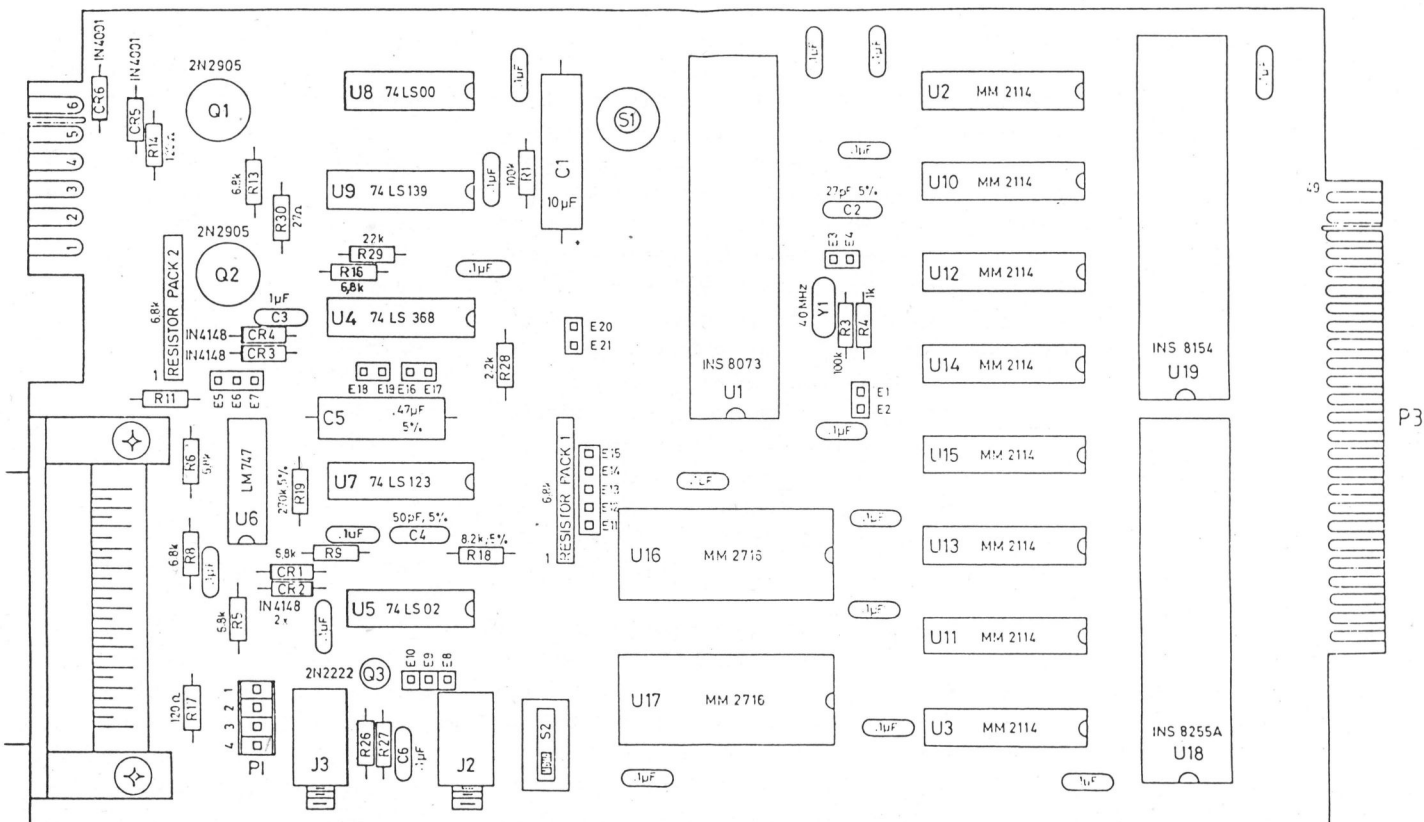 IN4001
CR6
IN4001
CR5
R14
6
5
4
3
2
1
2N2905
Q1
6.8k
R13
R30
27Ω
2N2905
Q2
6.8k
RESISTOR PACK 2
1
1µF
C3
IN4148
CR4
IN4148
CR3
R11
E5
E6
E7
U8 74LS00
U9 74 LS 139
22k
R29
R16
6,8k
U4 74 LS 368
E18
E19
E16
E17
C5 .47µF
5%
2.2k
R28
U7 74 LS 123
.1µF
.1µF
100k
R1
C1
10µF
.1µF
S1
E20
E21
R6
R8
6.8k
LM 747
U6
270k,5%
R19
.1µF
50pF, 5%
C4
8.2k,5%
R18
R9
CR1
CR2
IN4148
2x
.1µF
R5
U5 74 LS 02
2N2222
Q3
E10
E9
E8
120Ω
R17
1
2
3
4
P1
J3
R26
R27
C6
.1µF
J2
S2
6.8k
RESISTOR PACK 1
1
E15
E14
E13
E12
E11
INS 8073
U1
.1µF
.1µF
.1µF
27pF, 5%
C2
E3
E4
Y1
R3
100k
R4
1k
E1
E2
.1µF
U16 MM 2716
U17 MM 2716
.1µF
.1µF
.1µF
.1µF
U2 MM 2114
U10 MM 2114
U12 MM 2114
U14 MM 2114
U15 MM 2114
U13 MM 2114
U11 MM 2114
U3 MM 2114
.1µF
.1µF
INS 8154
U19
INS 8255A
U18
P3